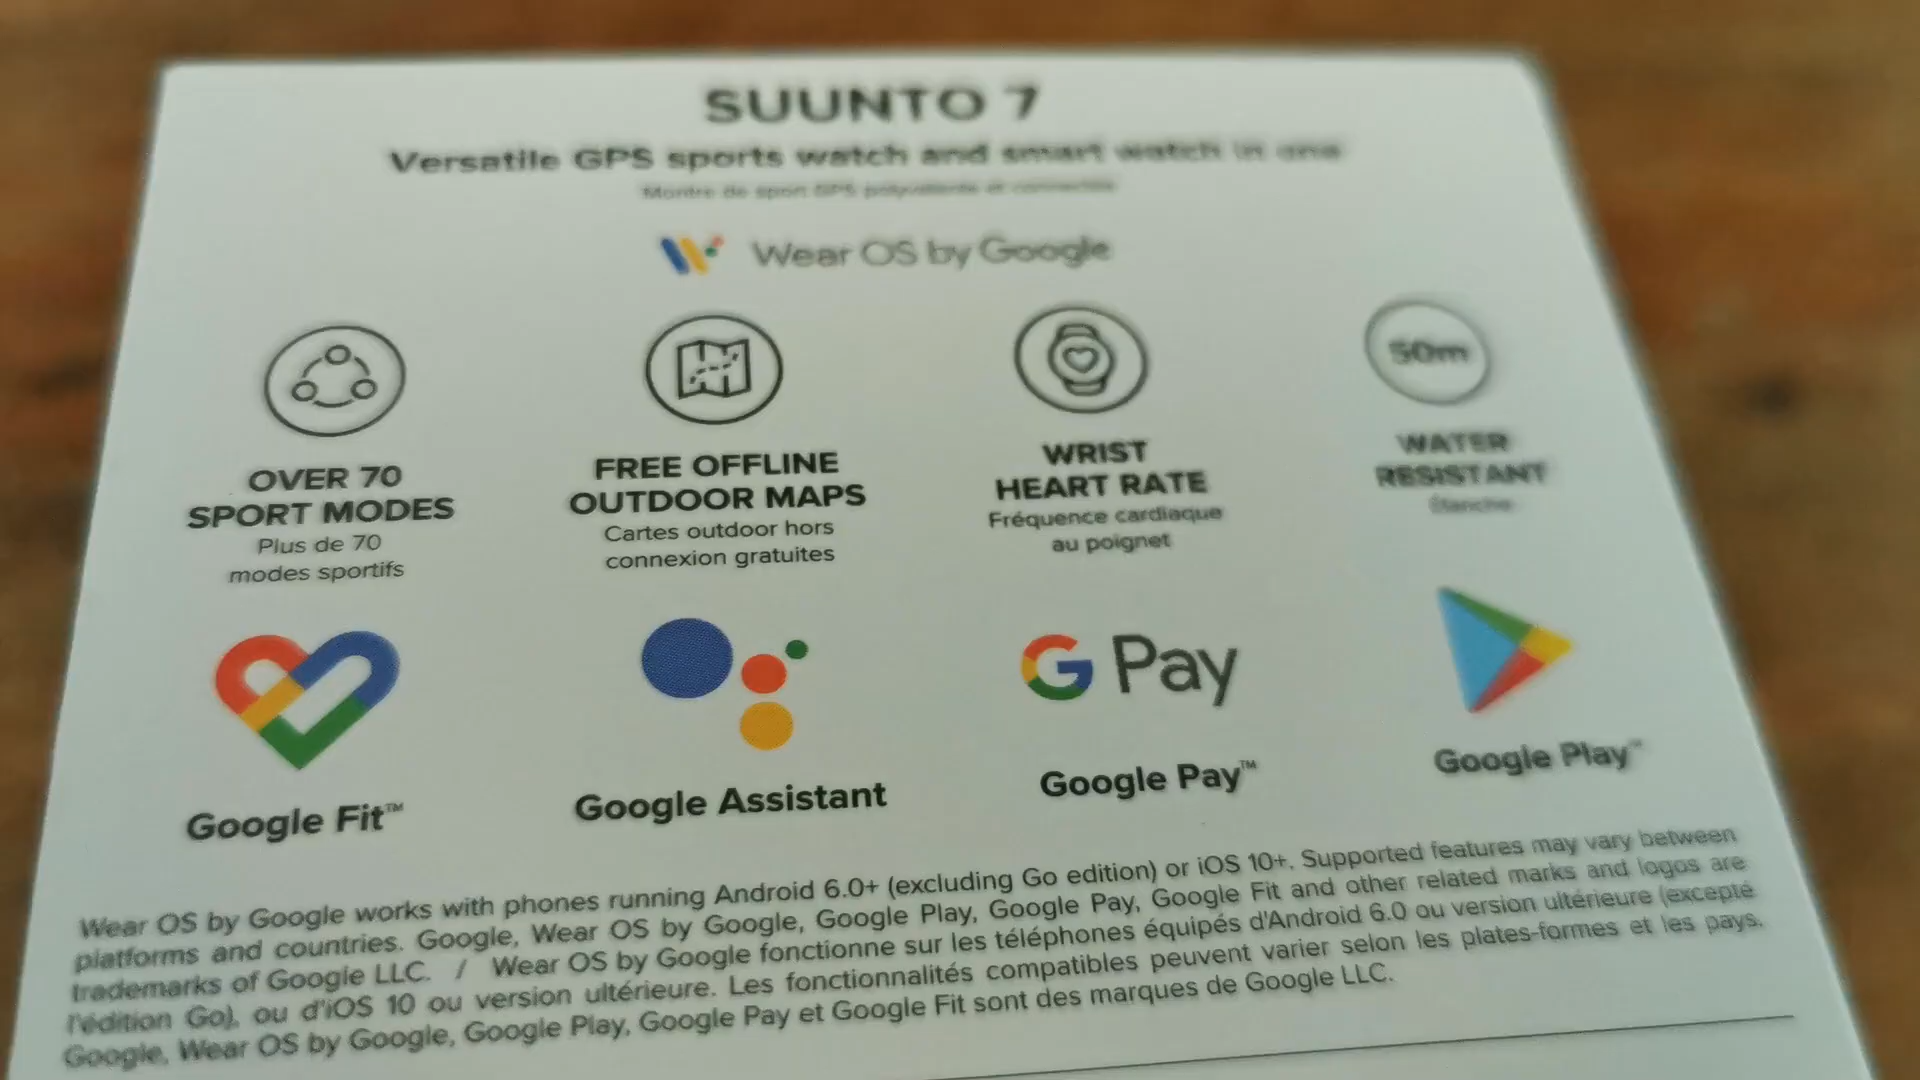 SUUNTO 7
Versatile GPS sports watch and smart watch in one
Montre de sport GPS polyvalente et connectée
Wear OS by Google
50m
OVER 70
SPORT MODES
Plus de 70
modes sportifs
FREE OFFLINE
OUTDOOR MAPS
Cartes outdoor hors
connexion gratuites
WRIST
HEART RATE
Fréquence cardiaque
au poignet
WATER
RESISTANT
Étanche
G Pay
Google Fit™
Google Assistant
Google Pay™
Google Play™
Wear OS by Google works with phones running Android 6.0+ (excluding Go edition) or iOS 10+. Supported features may vary between
platforms and countries. Google, Wear OS by Google, Google Play, Google Pay, Google Fit and other related marks and logos are
trademarks of Google LLC. / Wear OS by Google fonctionne sur les téléphones équipés d'Android 6.0 ou version ultérieure (excepté
l'édition Go), ou d'iOS 10 ou version ultérieure. Les fonctionnalités compatibles peuvent varier selon les plates-formes et les pays.
Google, Wear OS by Google, Google Play, Google Pay et Google Fit sont des marques de Google LLC.